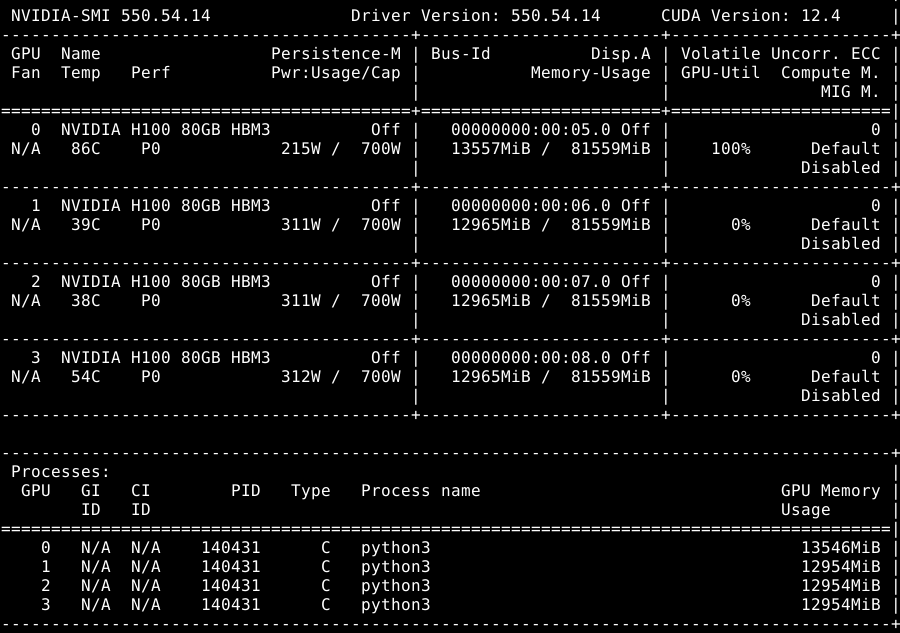 NVIDIA-SMI 550.54.14              Driver Version: 550.54.14      CUDA Version: 12.4     |
-----------------------------------------+------------------------+----------------------+
 GPU  Name                 Persistence-M | Bus-Id          Disp.A | Volatile Uncorr. ECC |
 Fan  Temp   Perf          Pwr:Usage/Cap |           Memory-Usage | GPU-Util  Compute M. |
                                         |                        |               MIG M. |
=========================================+========================+======================|
   0  NVIDIA H100 80GB HBM3          Off |   00000000:00:05.0 Off |                    0 |
 N/A   86C    P0            215W /  700W |   13557MiB /  81559MiB |    100%      Default |
                                         |                        |             Disabled |
-----------------------------------------+------------------------+----------------------+
   1  NVIDIA H100 80GB HBM3          Off |   00000000:00:06.0 Off |                    0 |
 N/A   39C    P0            311W /  700W |   12965MiB /  81559MiB |      0%      Default |
                                         |                        |             Disabled |
-----------------------------------------+------------------------+----------------------+
   2  NVIDIA H100 80GB HBM3          Off |   00000000:00:07.0 Off |                    0 |
 N/A   38C    P0            311W /  700W |   12965MiB /  81559MiB |      0%      Default |
                                         |                        |             Disabled |
-----------------------------------------+------------------------+----------------------+
   3  NVIDIA H100 80GB HBM3          Off |   00000000:00:08.0 Off |                    0 |
 N/A   54C    P0            312W /  700W |   12965MiB /  81559MiB |      0%      Default |
                                         |                        |             Disabled |
-----------------------------------------+------------------------+----------------------+

-----------------------------------------------------------------------------------------+
 Processes:                                                                              |
  GPU   GI   CI        PID   Type   Process name                              GPU Memory |
        ID   ID                                                               Usage      |
=========================================================================================|
    0   N/A  N/A    140431      C   python3                                     13546MiB |
    1   N/A  N/A    140431      C   python3                                     12954MiB |
    2   N/A  N/A    140431      C   python3                                     12954MiB |
    3   N/A  N/A    140431      C   python3                                     12954MiB |
-----------------------------------------------------------------------------------------+